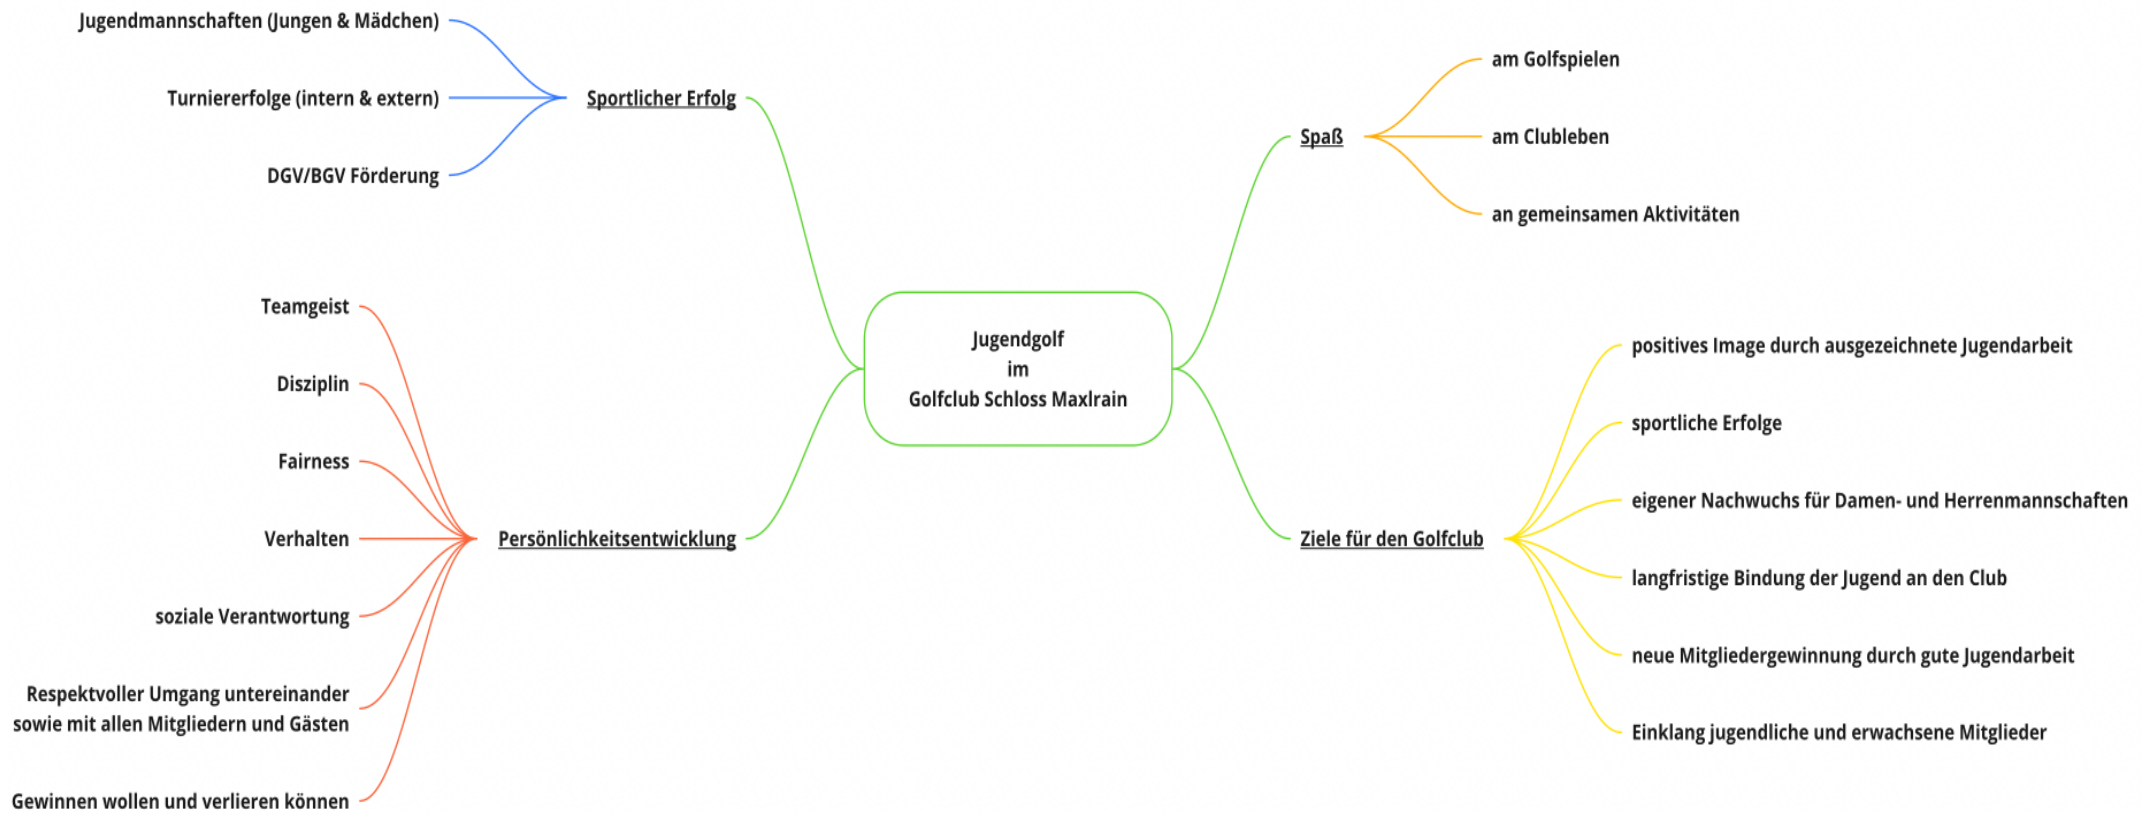 Jugendmannschaften (Jungen & Mädchen)
Turniererfolge (intern & extern)
DGV/BGV Förderung
Sportlicher Erfolg
Teamgeist
Disziplin
Fairness
Verhalten
soziale Verantwortung
Respektvoller Umgang untereinander
sowie mit allen Mitgliedern und Gästen
Gewinnen wollen und verlieren können
Persönlichkeitsentwicklung
Jugendgolf
im
Golfclub Schloss Maxlrain
Spaß
am Golfspielen
am Clubleben
an gemeinsamen Aktivitäten
Ziele für den Golfclub
positives Image durch ausgezeichnete Jugendarbeit
sportliche Erfolge
eigener Nachwuchs für Damen- und Herrenmannschaften
langfristige Bindung der Jugend an den Club
neue Mitgliedergewinnung durch gute Jugendarbeit
Einklang jugendliche und erwachsene Mitglieder